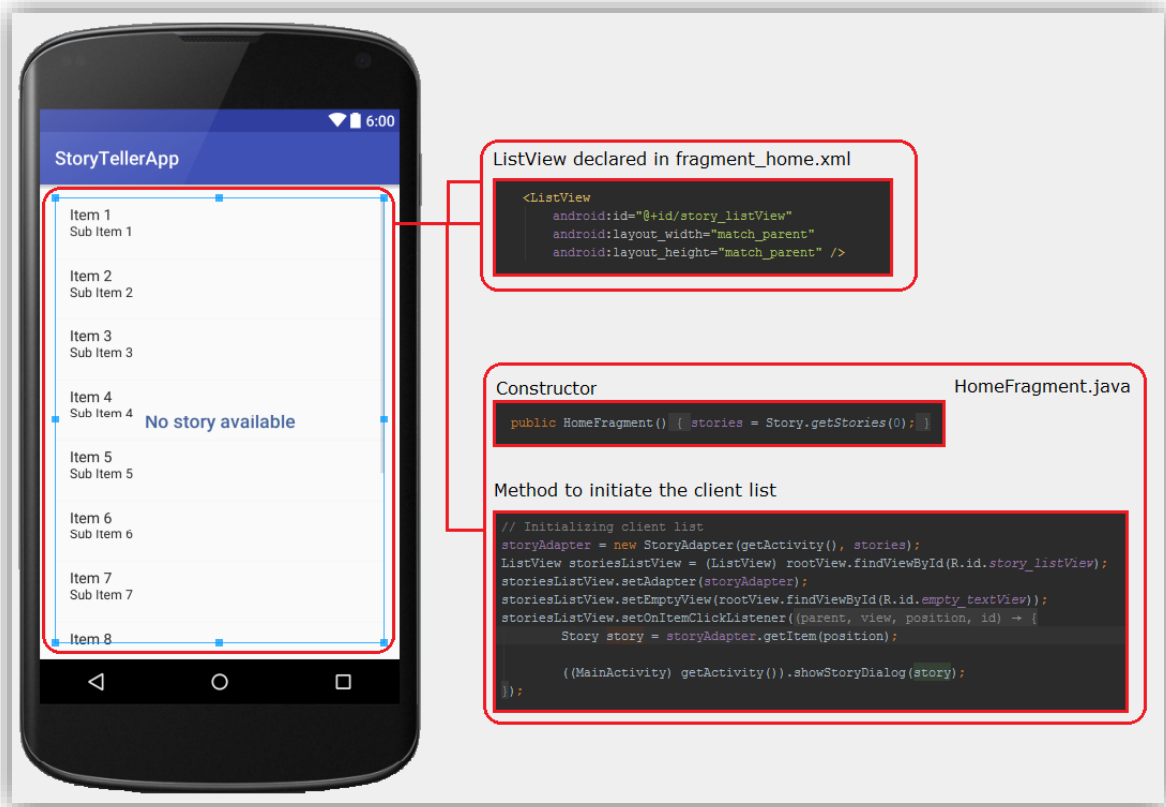 6:00
StoryTellerApp
Item 1
Sub Item 1
Item 2
Sub Item 2
Item 3
Sub Item 3
Item 4
Sub Item 4
No story available
Item 5
Sub Item 5
Item 6
Sub Item 6
Item 7
Sub Item 7
Item 8
ListView declared in fragment_home.xml
<ListView
android:id="@+id/story_listView"
android:layout_width="match_parent"
android:layout_height="match_parent" />
Constructor
HomeFragment.java
public HomeFragment() { stories = Story.getStories(0); }
Method to initiate the client list
// Initializing client list
storyAdapter = new StoryAdapter(getActivity(), stories);
ListView storiesListView = (ListView) rootView.findViewById(R.id.story_listView);
storiesListView.setAdapter(storyAdapter);
storiesListView.setEmptyView(rootView.findViewById(R.id.empty_textView));
storiesListView.setOnItemClickListener((parent, view, position, id) → {
Story story = storyAdapter.getItem(position);
((MainActivity) getActivity()).showStoryDialog(story);
});